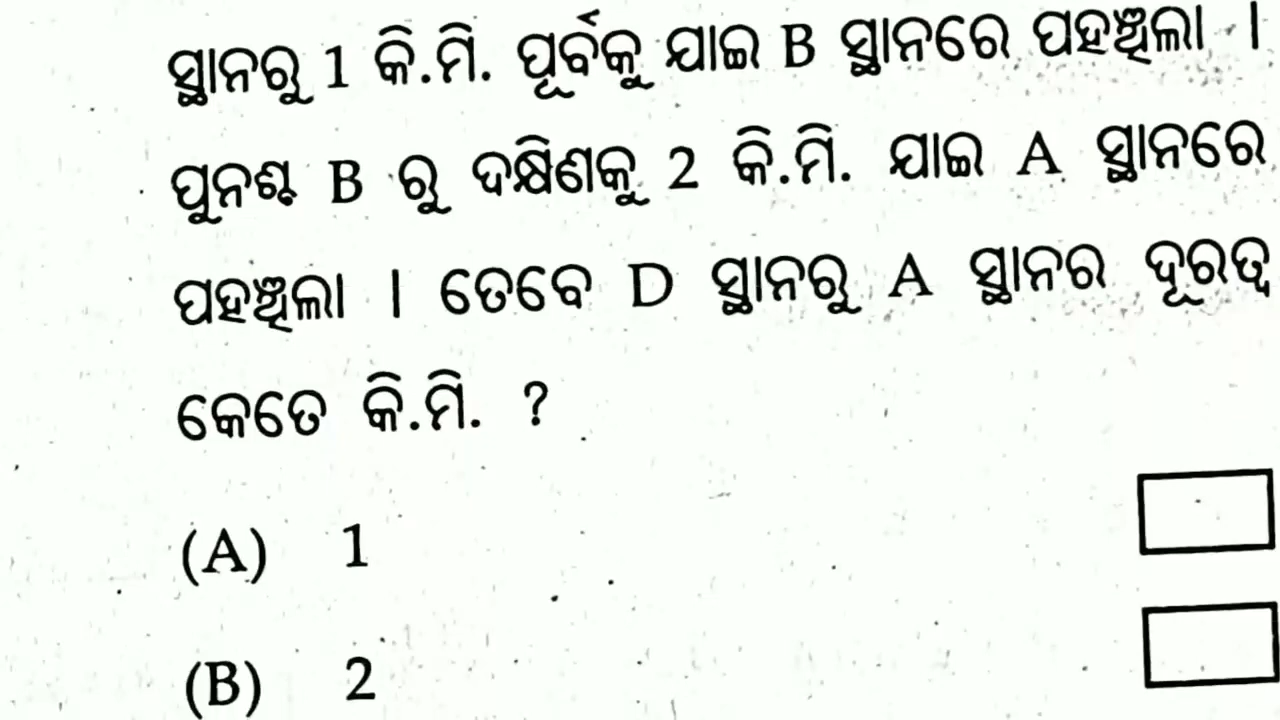 ସ୍ଥାନରୁ 1 କି.ମି. ପୂର୍ବକୁ ଯାଇ B ସ୍ଥାନରେ ପହଞ୍ଚିଲା ।
ପୁନଶ୍ଚ B ରୁ ଦକ୍ଷିଣକୁ 2 କି.ମି. ଯାଇ A ସ୍ଥାନରେ
ପହଞ୍ଚିଲା । ତେବେ D ସ୍ଥାନରୁ A ସ୍ଥାନର ଦୂରତ୍ୱ
କେତେ କି.ମି. ?
(A) 1
(B) 2